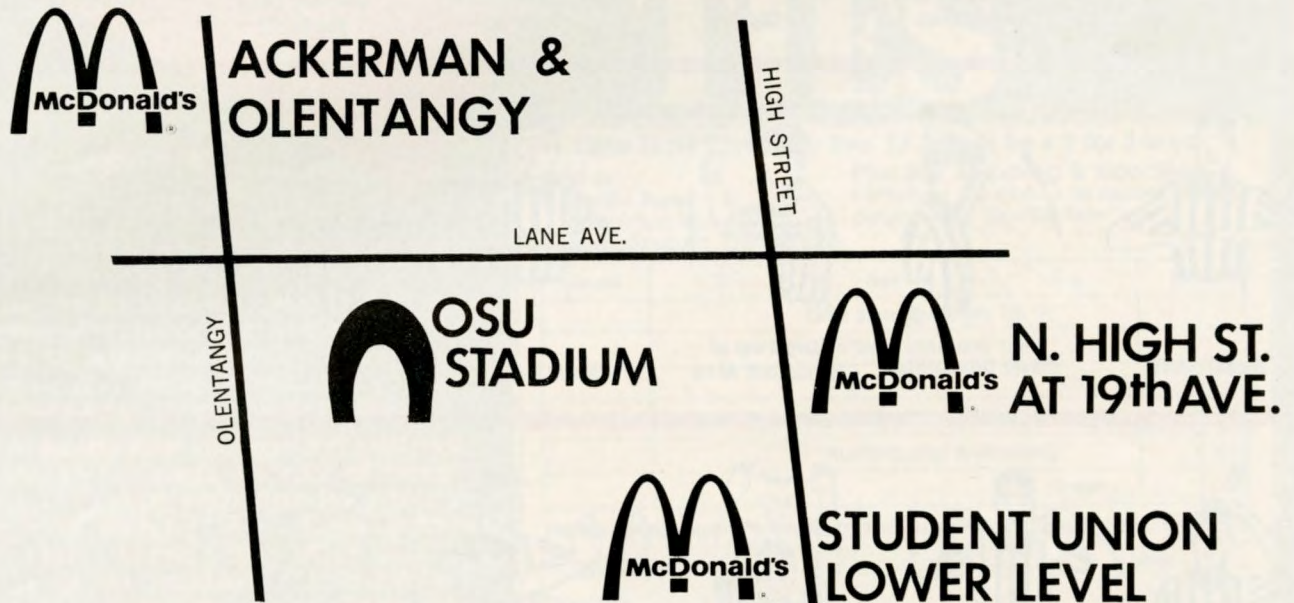 McDonald's
ACKERMAN &
OLENTANGY
HIGH STREET
LANE AVE.
OLENTANGY
OSU
STADIUM
McDonald's
N. HIGH ST.
AT 19th AVE.
McDonald's
STUDENT UNION
LOWER LEVEL